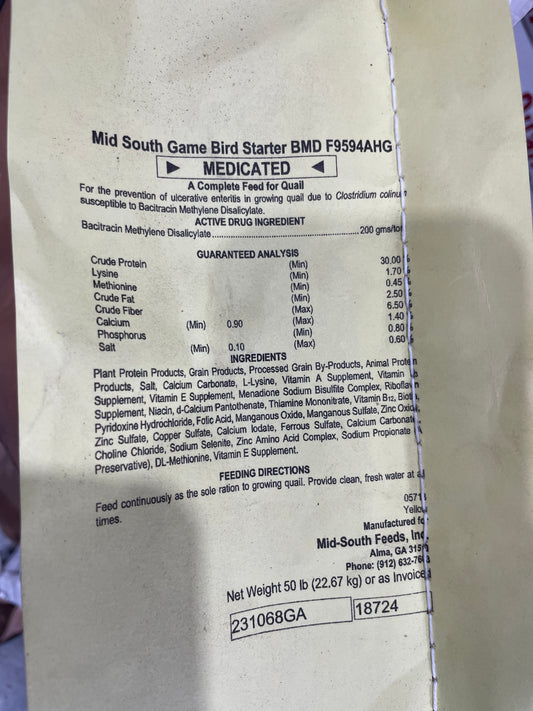 Mid South Game Bird Starter BMD F9594AHG
MEDICATED
A Complete Feed for Quail
For the prevention of ulcerative enteritis in growing quail due to Clostridium colinu
susceptible to Bacitracin Methylene Disalicylate.
ACTIVE DRUG INGREDIENT
Bacitracin Methylene Disalicylate 200 gms/ton
GUARANTEED ANALYSIS
Crude Protein (Min) 30.00
Lysine (Min) 1.70
Methionine (Min) 0.45
Crude Fat (Min) 2.50
Crude Fiber (Max) 6.50
Calcium (Min) 0.90 (Max) 1.40
Phosphorus (Min) 0.80
Salt (Min) 0.10 (Max) 0.60
INGREDIENTS
Plant Protein Products, Grain Products, Processed Grain By-Products, Animal Protein
Products, Salt, Calcium Carbonate, L-Lysine, Vitamin A Supplement, Vitamin
Supplement, Vitamin E Supplement, Menadione Sodium Bisulfite Complex, Riboflavin
Supplement, Niacin, d-Calcium Pantothenate, Thiamine Mononitrate, Vitamin B12, Biotin
Pyridoxine Hydrochloride, Folic Acid, Manganous Oxide, Manganous Sulfate, Zinc Oxide,
Zinc Sulfate, Copper Sulfate, Calcium Iodate, Ferrous Sulfate, Calcium Carbonate
Choline Chloride, Sodium Selenite, Zinc Amino Acid Complex, Sodium Propionate
Preservative), DL-Methionine, Vitamin E Supplement.
FEEDING DIRECTIONS
Feed continuously as the sole ration to growing quail. Provide clean, fresh water at all
times.
0571
Yellow
Manufactured for
Mid-South Feeds, Inc.
Alma, GA 315
Phone: (912) 632-76
Net Weight 50 lb (22.67 kg) or as Invoiced
231068GA 18724